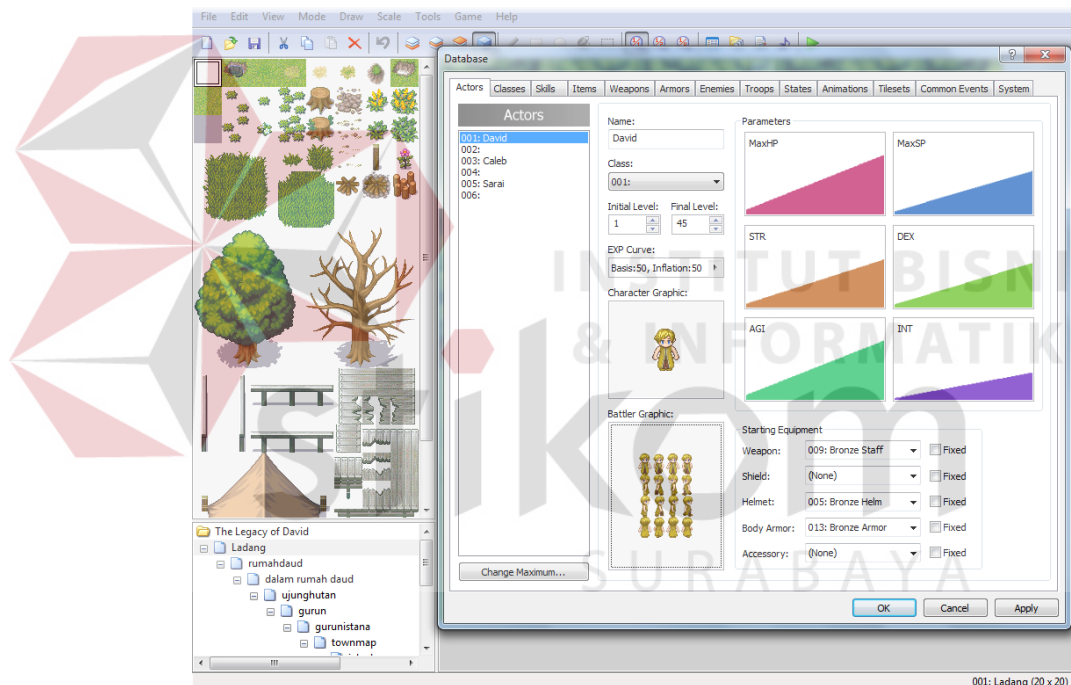 File Edit View Mode Draw Scale Tools Game Help
Database
Actors Classes Skills Items Weapons Armors Enemies Troops States Animations Tilesets Common Events System
Actors
001: David
002:
003: Caleb
004:
005: Sarai
006:
Change Maximum...
Name:
David
Class:
001:
Initial Level: Final Level:
1 45
EXP Curve:
Basis:50, Inflation:50
Character Graphic:
Battler Graphic:
Parameters
MaxHP MaxSP
STR DEX
AGI INT
Starting Equipment
Weapon: 009: Bronze Staff Fixed
Shield: (None) Fixed
Helmet: 005: Bronze Helm Fixed
Body Armor: 013: Bronze Armor Fixed
Accessory: (None) Fixed
OK Cancel Apply
The Legacy of David
Ladang
rumahdaud
dalam rumah daud
ujunghutan
gurun
gurunistana
townmap
001: Ladang (20 x 20)
INSTITUT BISNI
& INFORMATIK
stikom
SURABAYA